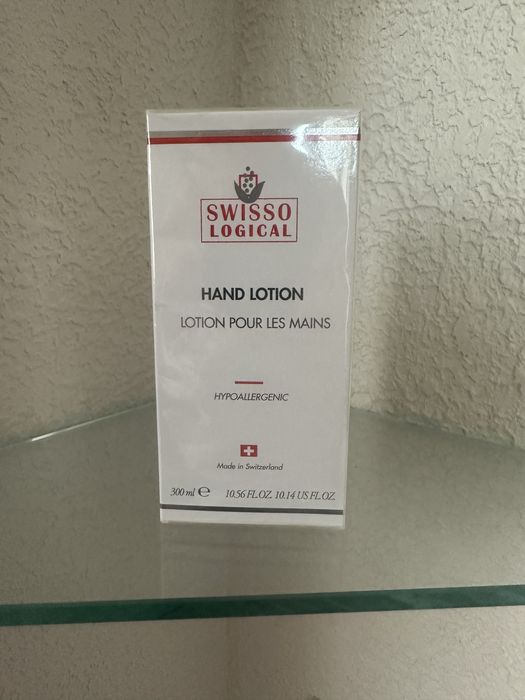 SWISSO
LOGICAL
HAND LOTION
LOTION POUR LES MAINS
HYPOALLERGENIC
Made in Switzerland
300 ml ℮ 10.56 FL.OZ. 10.14 US FL.OZ.